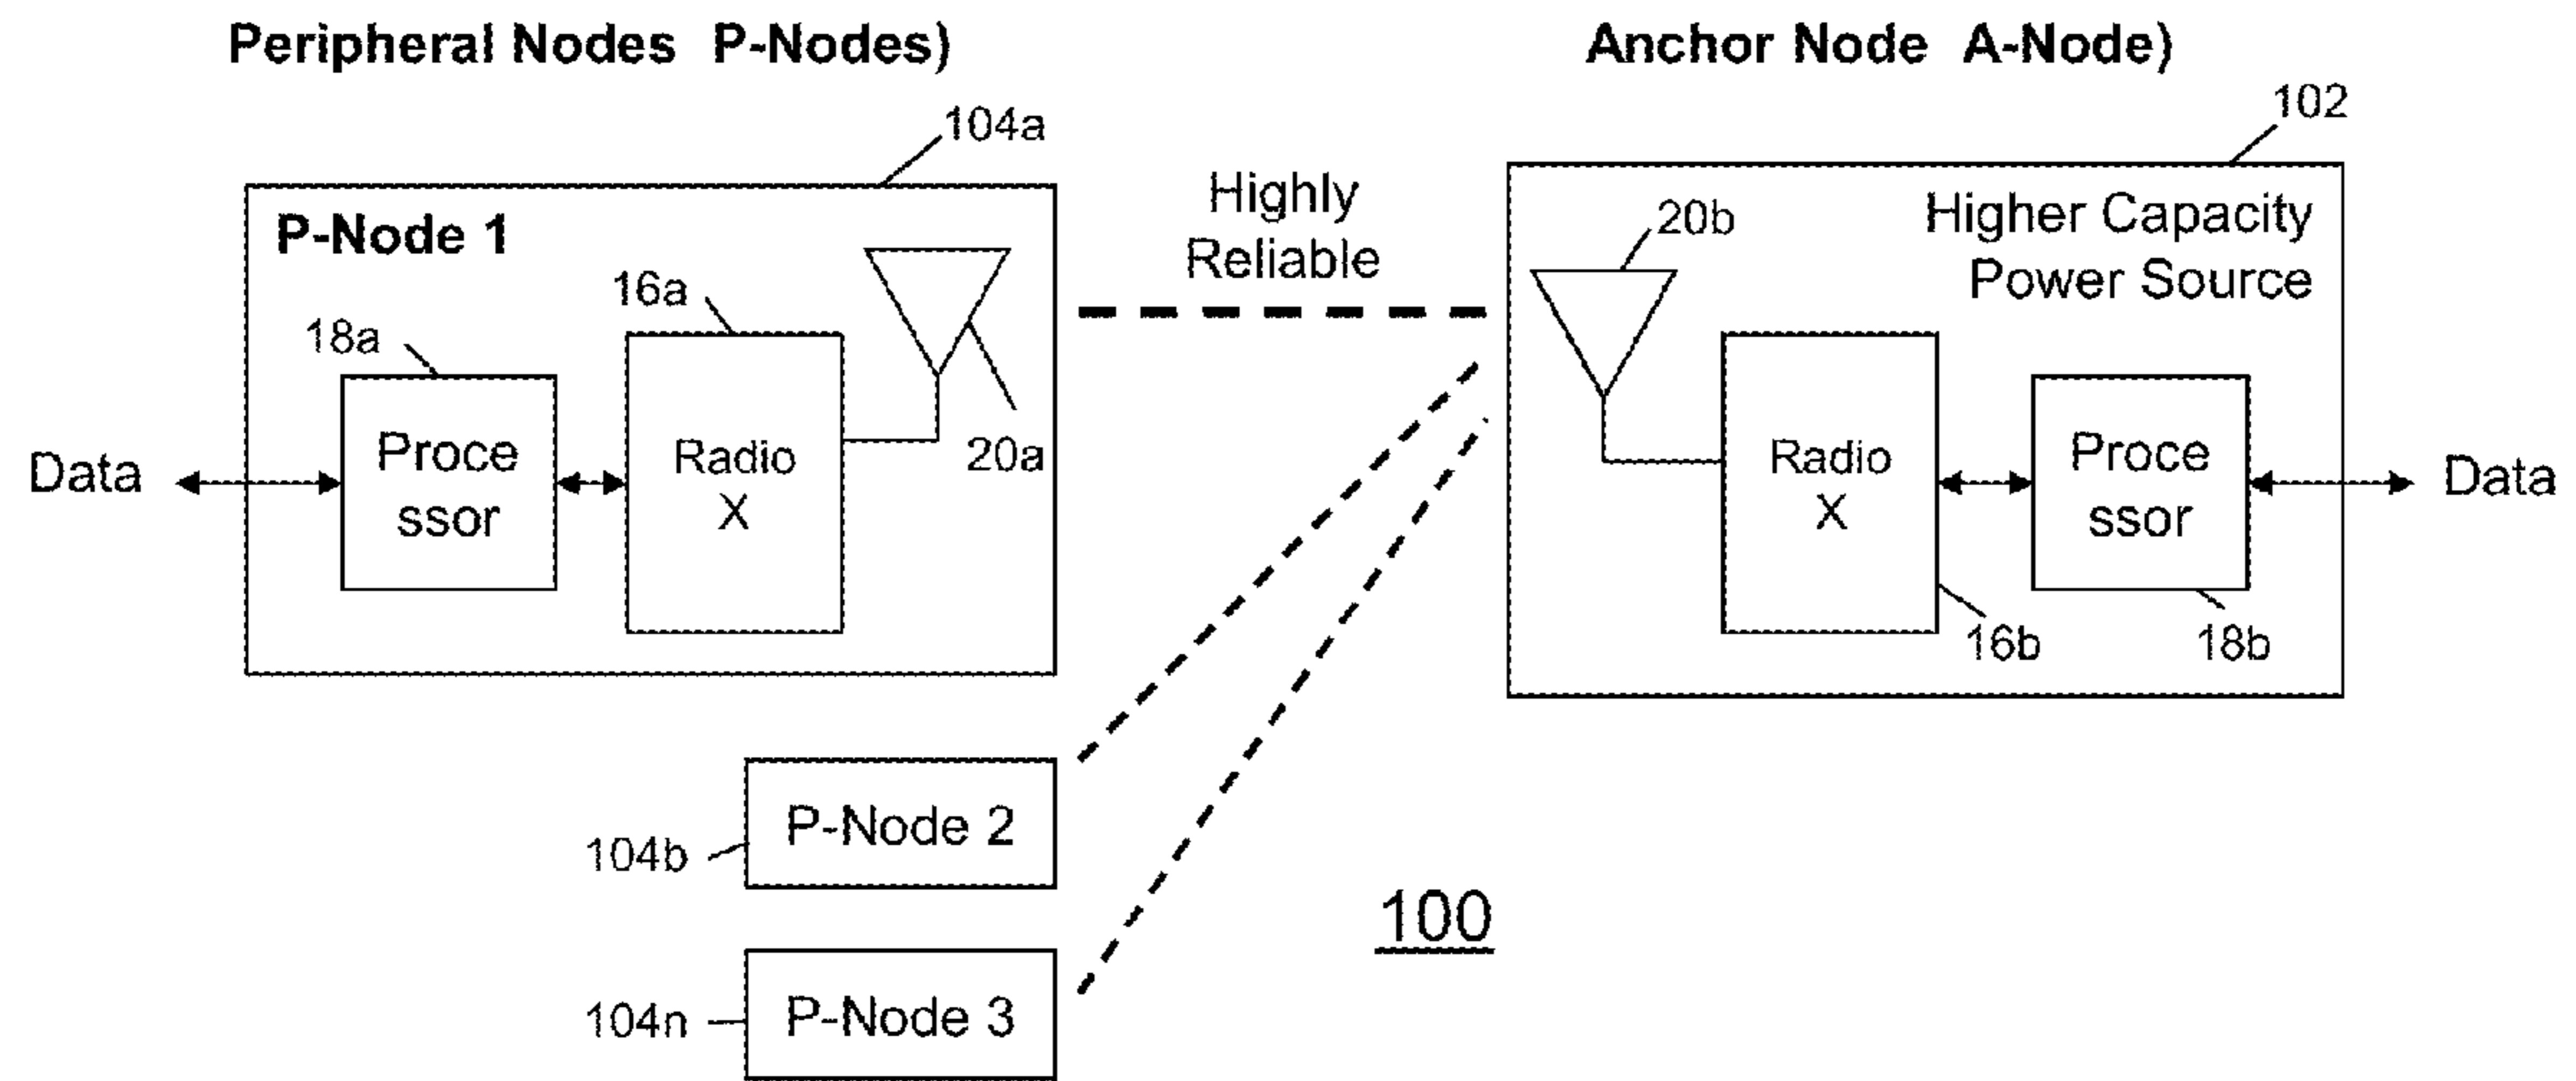 Peripheral Nodes P-Nodes)
Anchor Node A-Node)
104a
102
P-Node 1
Highly
Reliable
20b
Higher Capacity
Power Source
16a
18a
Data
Proce
ssor
Radio
X
20a
Radio
X
Proce
ssor
Data
16b
18b
P-Node 2
104b
100
P-Node 3
104n